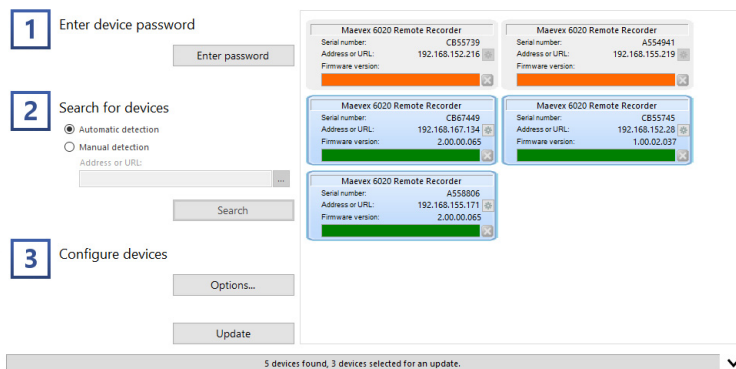 1
Enter device password
Enter password
2
Search for devices
Automatic detection
Manual detection
Address or URL:
...
Search
3
Configure devices
Options...
Update
Maevex 6020 Remote Recorder
Serial number: CB55739
Address or URL: 192.168.152.216
Firmware version:
Maevex 6020 Remote Recorder
Serial number: A554941
Address or URL: 192.168.155.219
Firmware version:
Maevex 6020 Remote Recorder
Serial number: CB67449
Address or URL: 192.168.167.134
Firmware version: 2.00.00.065
Maevex 6020 Remote Recorder
Serial number: CB55745
Address or URL: 192.168.152.28
Firmware version: 1.00.02.037
Maevex 6020 Remote Recorder
Serial number: A558806
Address or URL: 192.168.155.171
Firmware version: 2.00.00.065
5 devices found, 3 devices selected for an update.